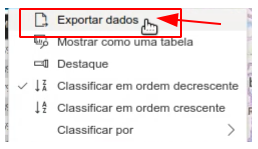 Exportar dados
Mostrar como uma tabela
Destaque
Classificar em ordem decrescente
Classificar em ordem crescente
Classificar por